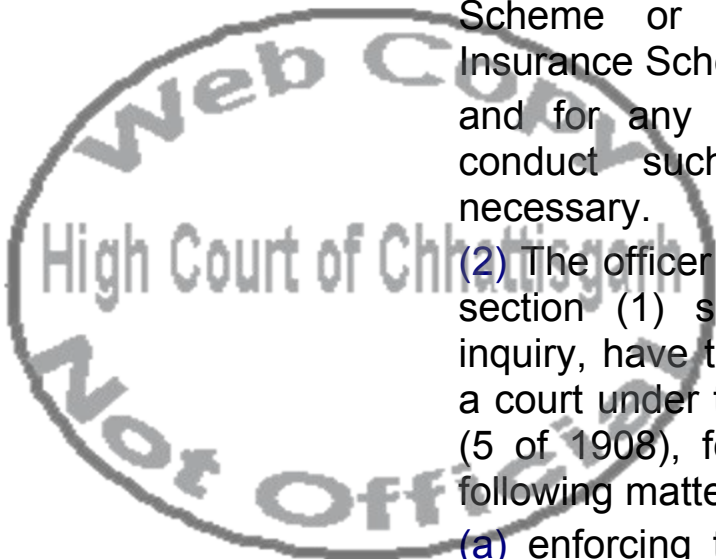 Scheme or
Insurance Sch
and for any
conduct such
necessary.
(2) The officer
section (1) s
inquiry, have t
a court under
(5 of 1908), f
following matte
(a) enforcing
Web Copy
High Court of Chhattisgarh
Not Official